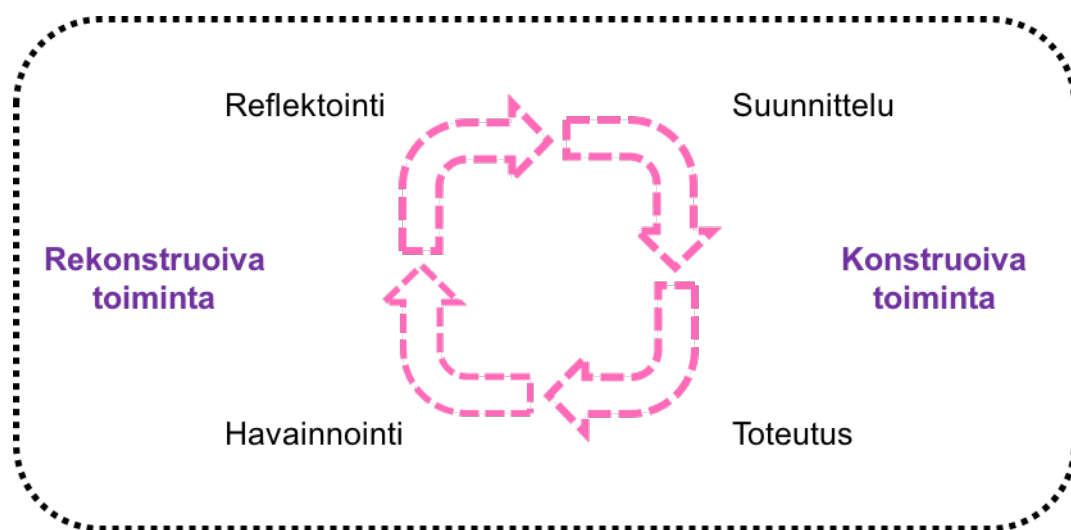 Reflektointi
Suunnittelu
Rekonstruoiva
toiminta
Konstruoiva
toiminta
Havainnointi
Toteutus